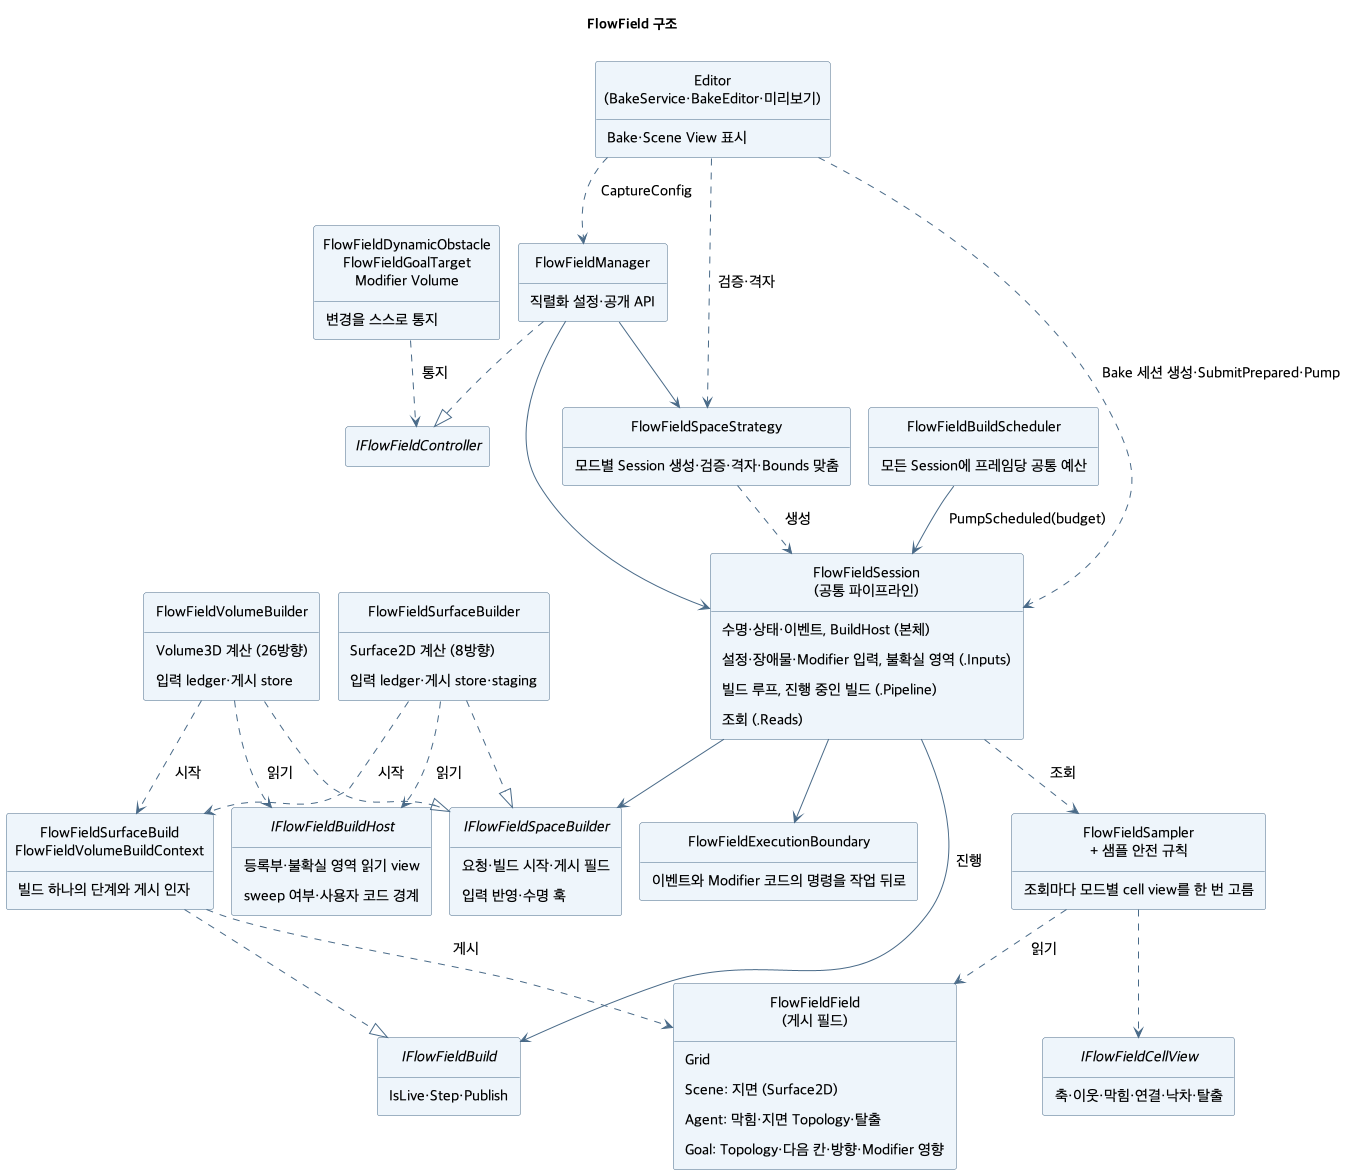 FlowField 구조
Editor
(BakeService·BakeEditor·미리보기)
Bake·Scene View 표시
CaptureConfig
FlowFieldDynamicObstacle
FlowFieldGoalTarget
Modifier Volume
변경을 스스로 통지
FlowFieldManager
직렬화 설정·공개 API
검증·격자
통지
Bake 세션 생성·SubmitPrepared·Pump
IFlowFieldController
FlowFieldSpaceStrategy
모드별 Session 생성·검증·격자·Bounds 맞춤
FlowFieldBuildScheduler
모든 Session에 프레임당 공통 예산
생성
PumpScheduled(budget)
FlowFieldSession
(공통 파이프라인)
수명·상태·이벤트, BuildHost (본체)
설정·장애물·Modifier 입력, 불확실 영역 (.Inputs)
빌드 루프, 진행 중인 빌드 (.Pipeline)
조회 (.Reads)
FlowFieldVolumeBuilder
Volume3D 계산 (26방향)
입력 ledger·게시 store
FlowFieldSurfaceBuilder
Surface2D 계산 (8방향)
입력 ledger·게시 store·staging
시작
읽기
시작
읽기
조회
FlowFieldSurfaceBuild
FlowFieldVolumeBuildContext
빌드 하나의 단계와 게시 인자
IFlowFieldBuildHost
등록부·불확실 영역 읽기 view
sweep 여부·사용자 코드 경계
IFlowFieldSpaceBuilder
요청·빌드 시작·게시 필드
입력 반영·수명 훅
FlowFieldExecutionBoundary
이벤트와 Modifier 코드의 명령을 작업 뒤로
진행
FlowFieldSampler
+ 샘플 안전 규칙
조회마다 모드별 cell view를 한 번 고름
게시
읽기
IFlowFieldBuild
IsLive·Step·Publish
FlowFieldField
(게시 필드)
Grid
Scene: 지면 (Surface2D)
Agent: 막힘·지면 Topology·탈출
Goal: Topology·다음 칸·방향·Modifier 영향
IFlowFieldCellView
축·이웃·막힘·연결·낙차·탈출